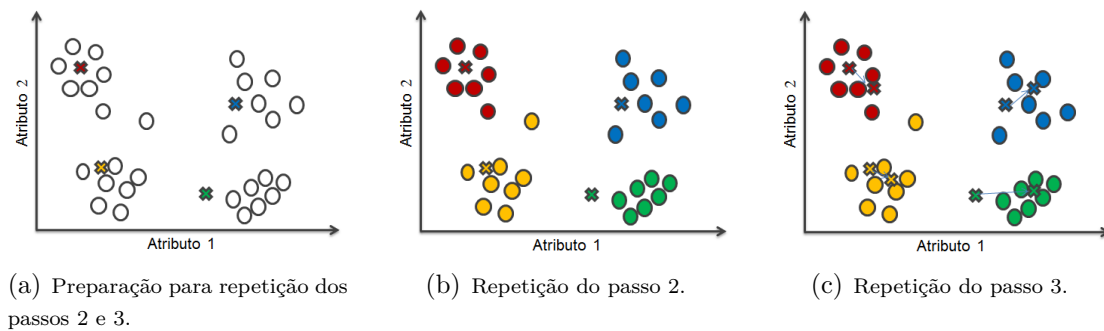 Atributo 2
Atributo 1
(a) Preparação para repetição dos
passos 2 e 3.
Atributo 2
Atributo 1
(b) Repetição do passo 2.
Atributo 2
Atributo 1
(c) Repetição do passo 3.